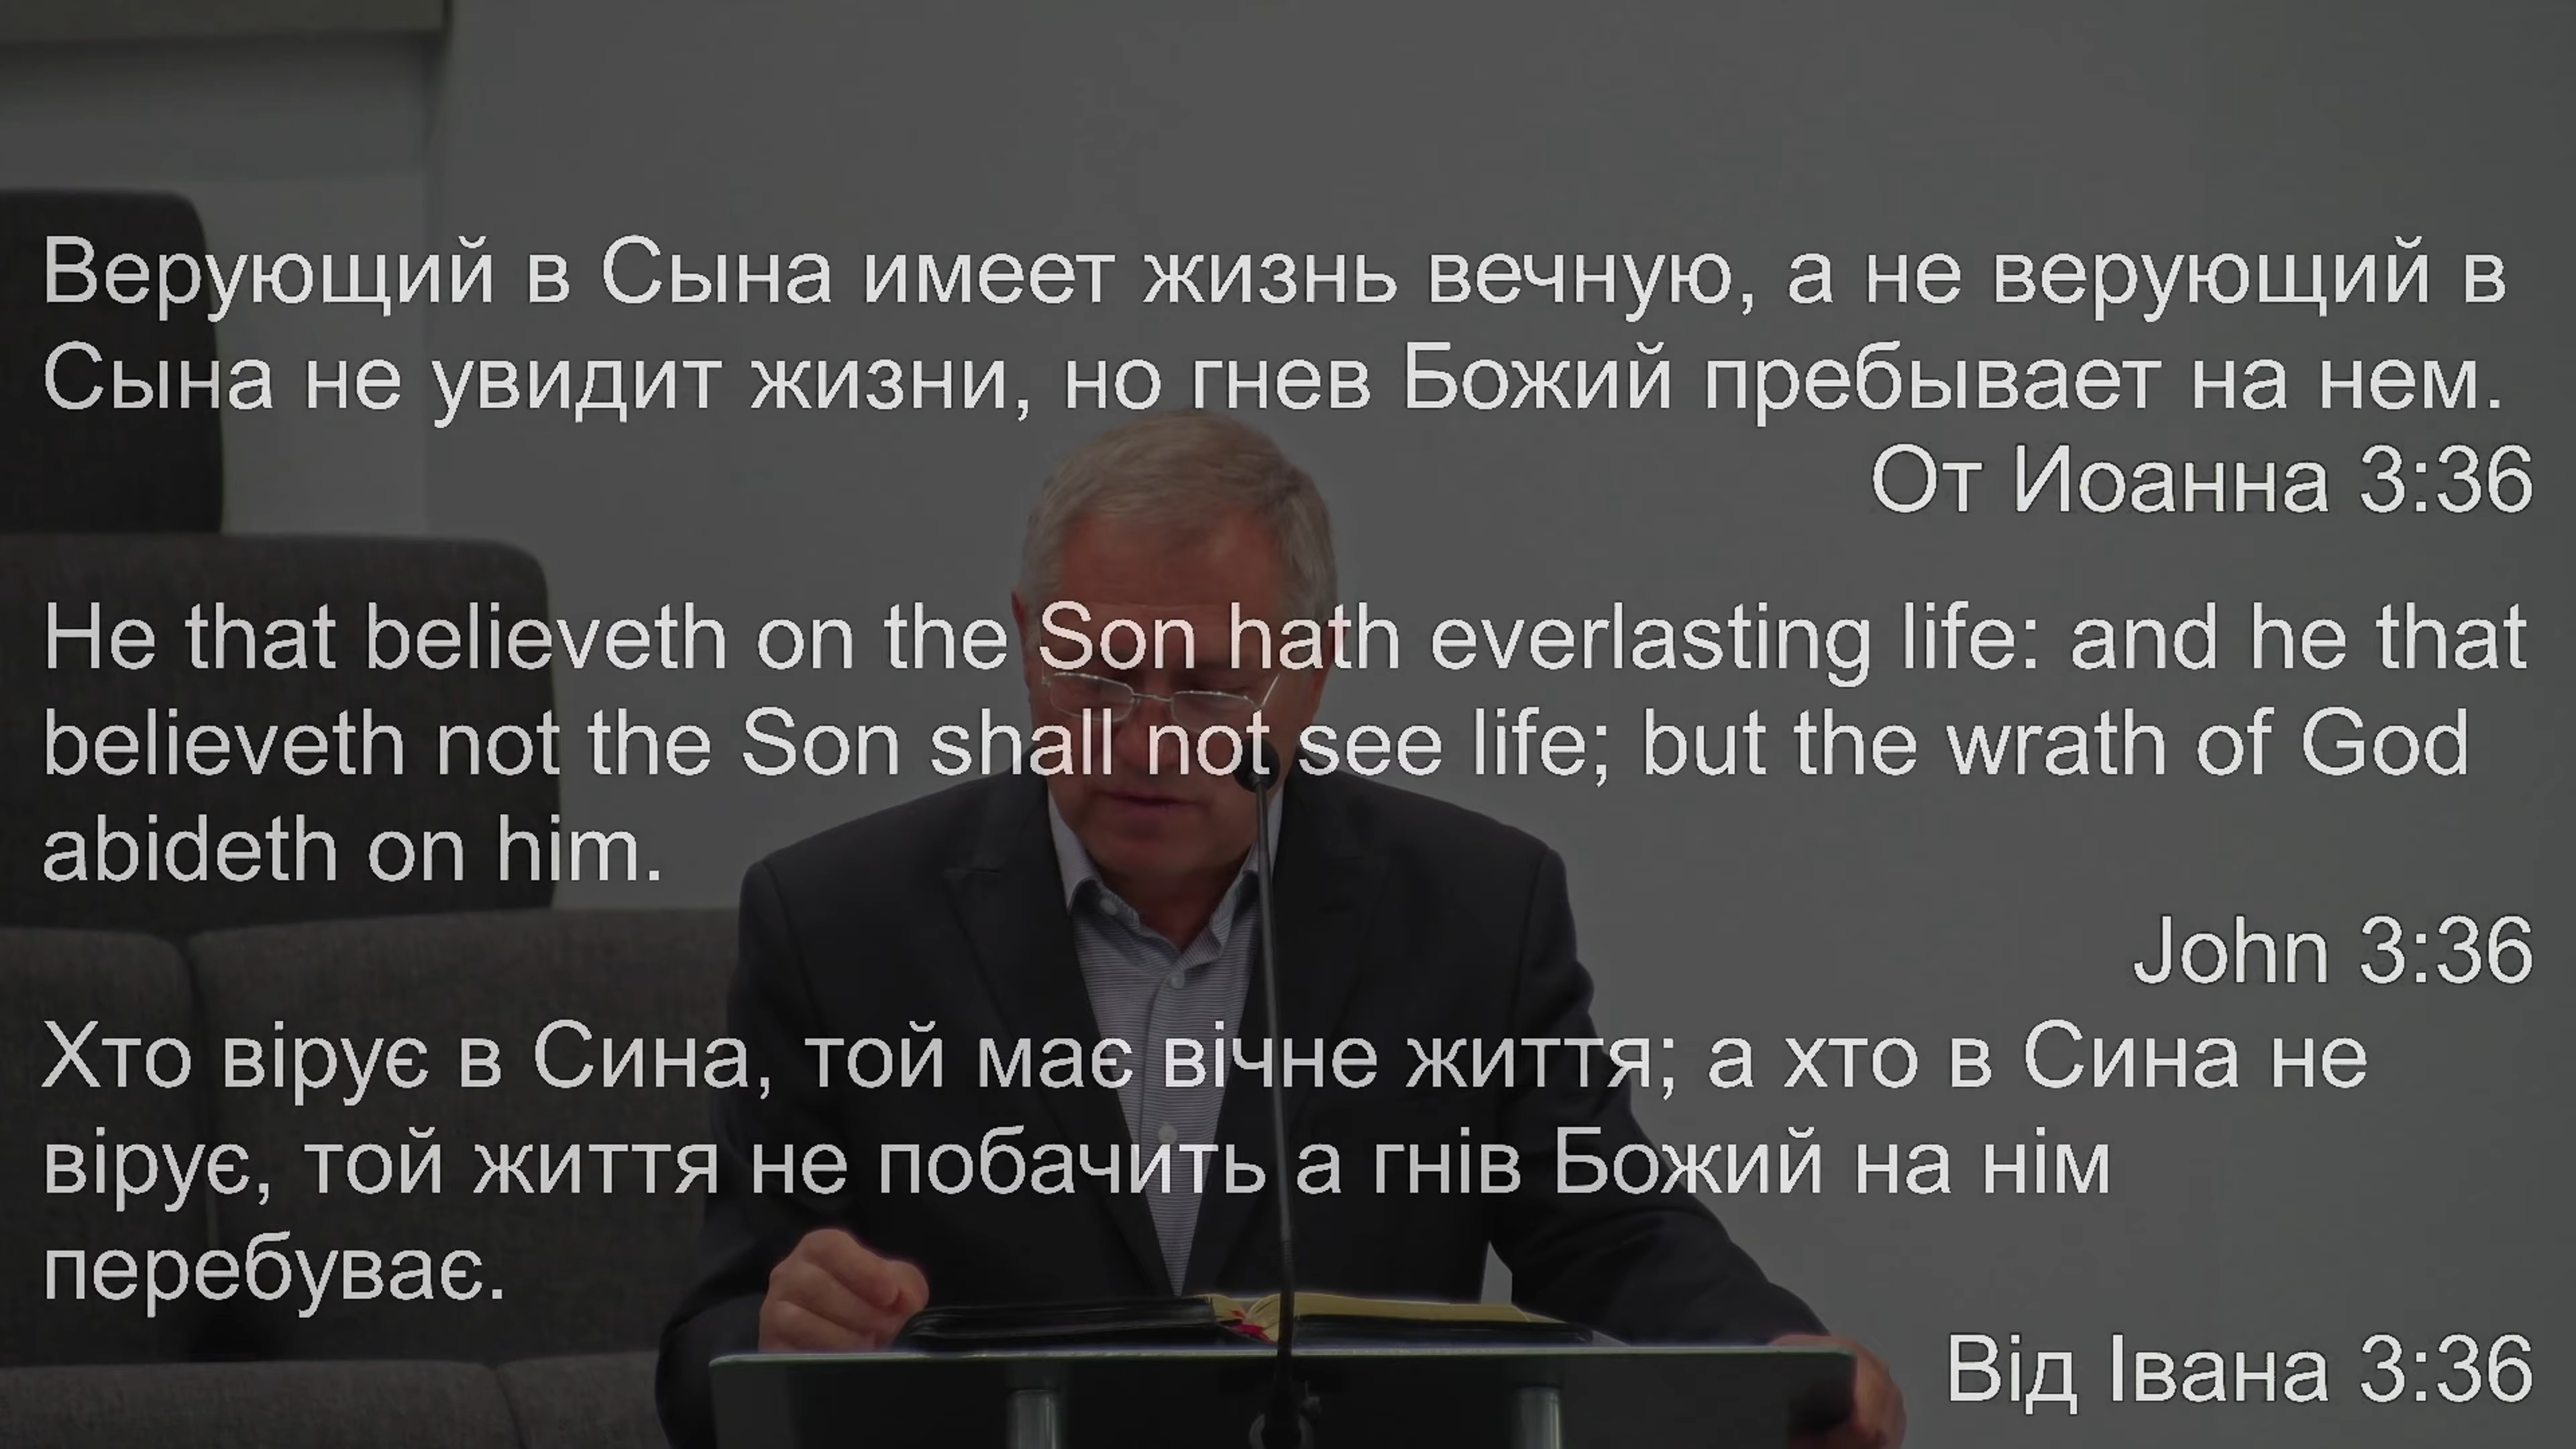 Верующий в Сына имеет жизнь вечную, а не верующий в
Сына не увидит жизни, но гнев Божий пребывает на нем.
От Иоанна 3:36
He that believeth on the Son hath everlasting life: and he that
believeth not the Son shall not see life; but the wrath of God
abideth on him.
John 3:36
Хто вірує в Сина, той має вічне життя; а хто в Сина не
вірує, той життя не побачить а гнів Божий на нім
перебуває.
Від Івана 3:36